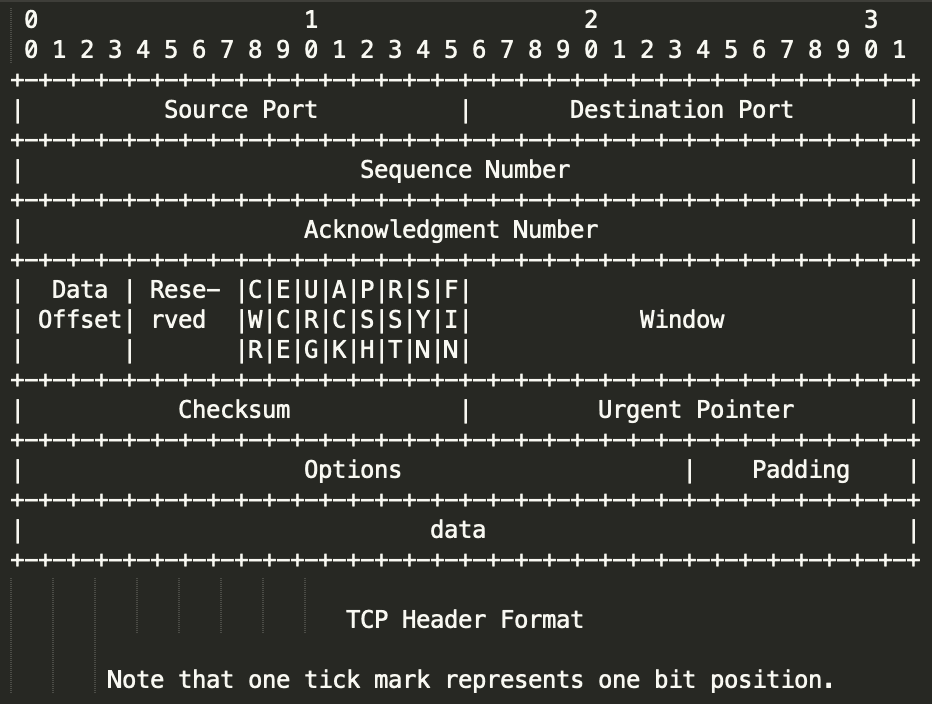 0                   1                   2                   3
 0 1 2 3 4 5 6 7 8 9 0 1 2 3 4 5 6 7 8 9 0 1 2 3 4 5 6 7 8 9 0 1
+-+-+-+-+-+-+-+-+-+-+-+-+-+-+-+-+-+-+-+-+-+-+-+-+-+-+-+-+-+-+-+-+
|          Source Port          |       Destination Port        |
+-+-+-+-+-+-+-+-+-+-+-+-+-+-+-+-+-+-+-+-+-+-+-+-+-+-+-+-+-+-+-+-+
|                        Sequence Number                        |
+-+-+-+-+-+-+-+-+-+-+-+-+-+-+-+-+-+-+-+-+-+-+-+-+-+-+-+-+-+-+-+-+
|                    Acknowledgment Number                      |
+-+-+-+-+-+-+-+-+-+-+-+-+-+-+-+-+-+-+-+-+-+-+-+-+-+-+-+-+-+-+-+-+
|  Data | Rese- |C|E|U|A|P|R|S|F|                               |
| Offset| rved  |W|C|R|C|S|S|Y|I|            Window             |
|       |       |R|E|G|K|H|T|N|N|                               |
+-+-+-+-+-+-+-+-+-+-+-+-+-+-+-+-+-+-+-+-+-+-+-+-+-+-+-+-+-+-+-+-+
|           Checksum            |         Urgent Pointer        |
+-+-+-+-+-+-+-+-+-+-+-+-+-+-+-+-+-+-+-+-+-+-+-+-+-+-+-+-+-+-+-+-+
|                    Options                    |    Padding    |
+-+-+-+-+-+-+-+-+-+-+-+-+-+-+-+-+-+-+-+-+-+-+-+-+-+-+-+-+-+-+-+-+
|                             data                              |
+-+-+-+-+-+-+-+-+-+-+-+-+-+-+-+-+-+-+-+-+-+-+-+-+-+-+-+-+-+-+-+-+
                       TCP Header Format
      Note that one tick mark represents one bit position.